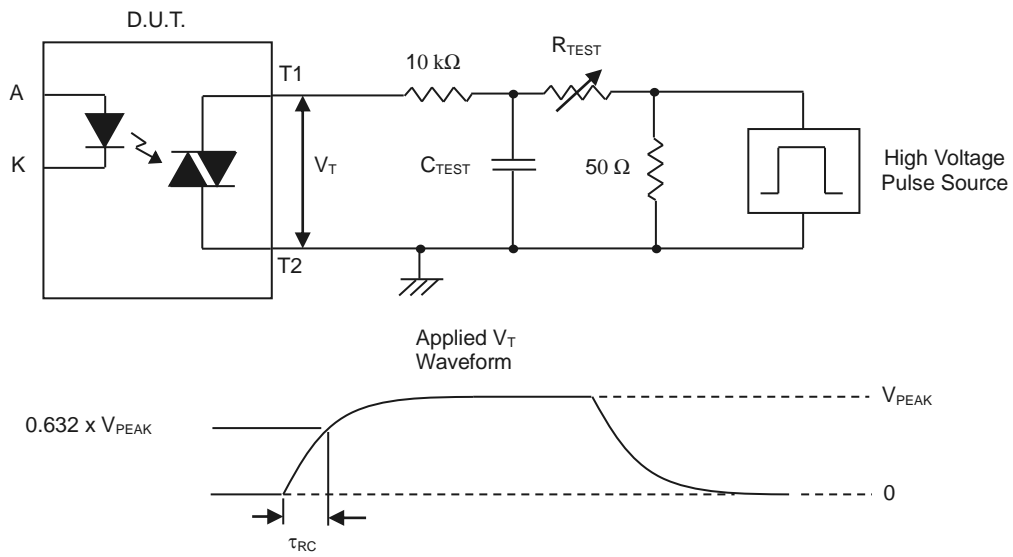 D.U.T.
A
K
T1
T2
V_T
10 kΩ
C_TEST
R_TEST
50 Ω
High Voltage
Pulse Source
Applied V_T
Waveform
0.632 x V_PEAK
V_PEAK
0
τ_RC